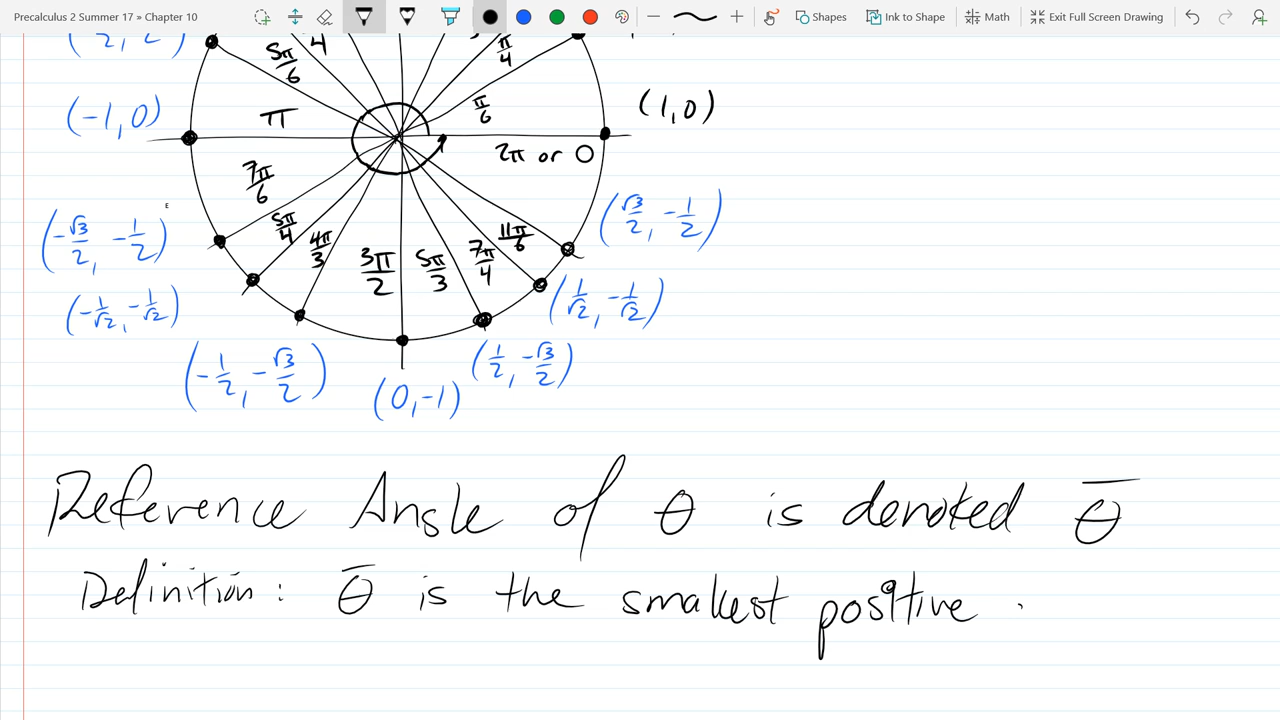 Precalculus 2 Summer 17 » Chapter 10
Shapes
Ink to Shape
Math
Exit Full Screen Drawing
5π/6
4
π/4
π/6
(-1, 0)
π
(1, 0)
2π or 0
7π/6
5π/4
4π/3
3π/2
5π/3
7π/4
11π/6
(-√3/2, -1/2)
(√3/2, -1/2)
(-1/√2, -1/√2)
(1/√2, -1/√2)
(-1/2, -√3/2)
(0, -1)
(1/2, -√3/2)
Reference Angle of θ is denoted θ̅
Definition: θ̅ is the smallest positive